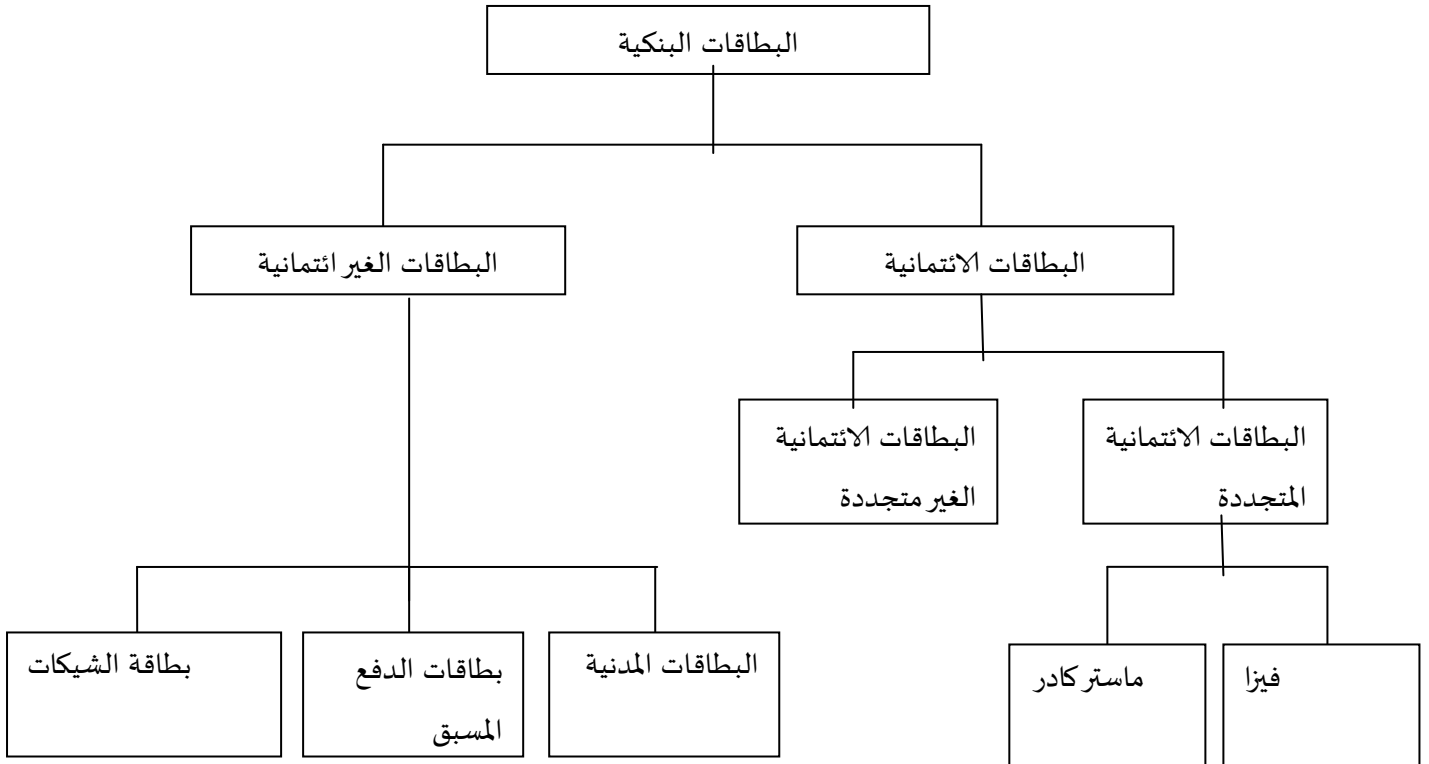 البطاقات البنكية
البطاقات الائتمانية
البطاقات الغير ائتمانية
البطاقات الائتمانية
المتجددة
البطاقات الائتمانية
الغير متجددة
فيزا
ماستر كادر
البطاقات المدنية
بطاقات الدفع
المسبق
بطاقة الشيكات